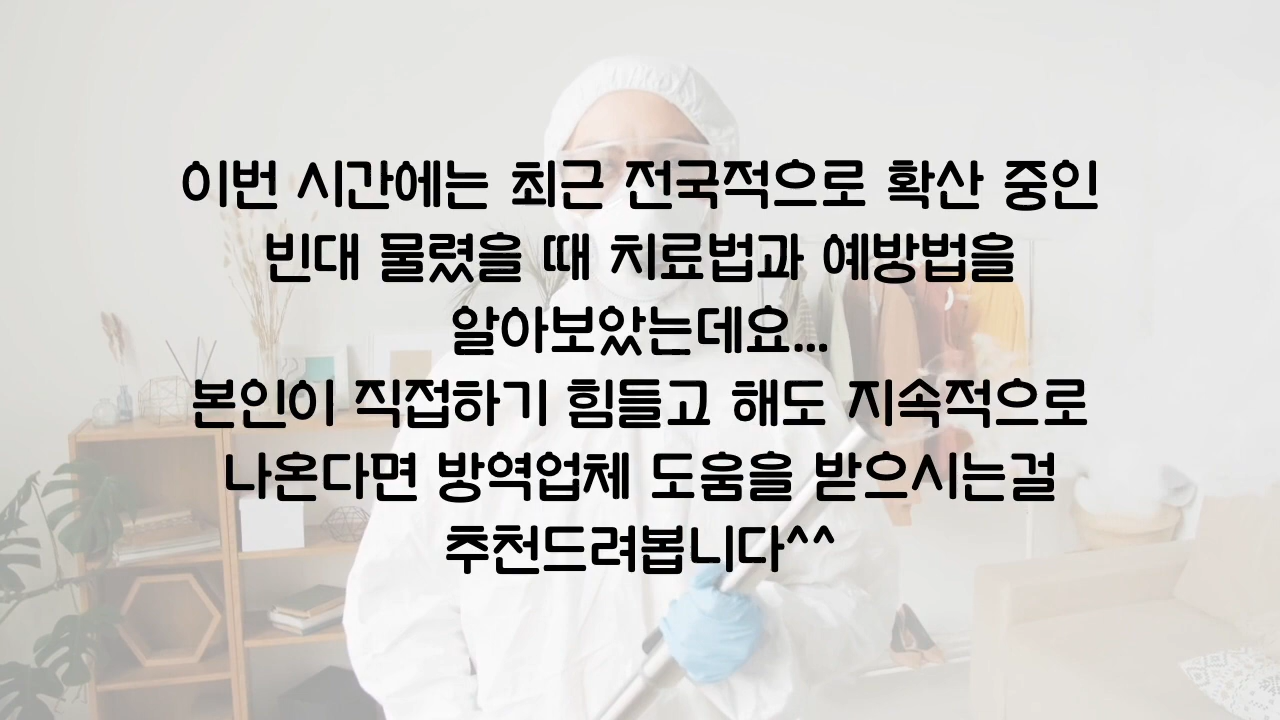 이번 시간에는 최근 전국적으로 확산 중인
빈대 물렸을 때 치료법과 예방법을
알아보았는데요...
본인이 직접하기 힘들고 해도 지속적으로
나온다면 방역업체 도움을 받으시는걸
추천드려봅니다^^